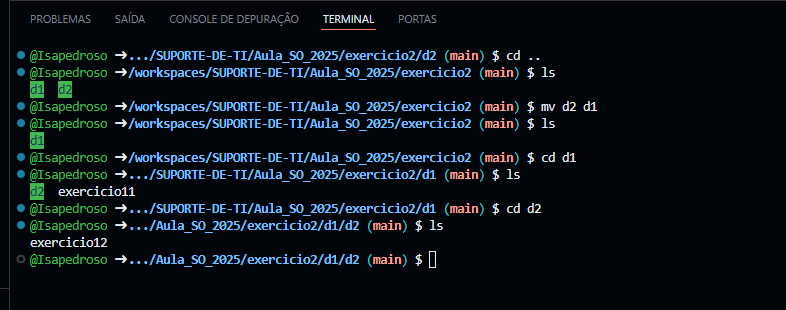 PROBLEMAS SAÍDA CONSOLE DE DEPURAÇÃO TERMINAL PORTAS
@Isapedroso ➜.../SUPORTE-DE-TI/Aula_SO_2025/exercicio2/d2 (main) $ cd ..
@Isapedroso ➜/workspaces/SUPORTE-DE-TI/Aula_SO_2025/exercicio2 (main) $ ls
d1 d2
@Isapedroso ➜/workspaces/SUPORTE-DE-TI/Aula_SO_2025/exercicio2 (main) $ mv d2 d1
@Isapedroso ➜/workspaces/SUPORTE-DE-TI/Aula_SO_2025/exercicio2 (main) $ ls
d1
@Isapedroso ➜/workspaces/SUPORTE-DE-TI/Aula_SO_2025/exercicio2 (main) $ cd d1
@Isapedroso ➜.../SUPORTE-DE-TI/Aula_SO_2025/exercicio2/d1 (main) $ ls
d2 exercicio11
@Isapedroso ➜.../SUPORTE-DE-TI/Aula_SO_2025/exercicio2/d1 (main) $ cd d2
@Isapedroso ➜.../Aula_SO_2025/exercicio2/d1/d2 (main) $ ls
exercicio12
@Isapedroso ➜.../Aula_SO_2025/exercicio2/d1/d2 (main) $